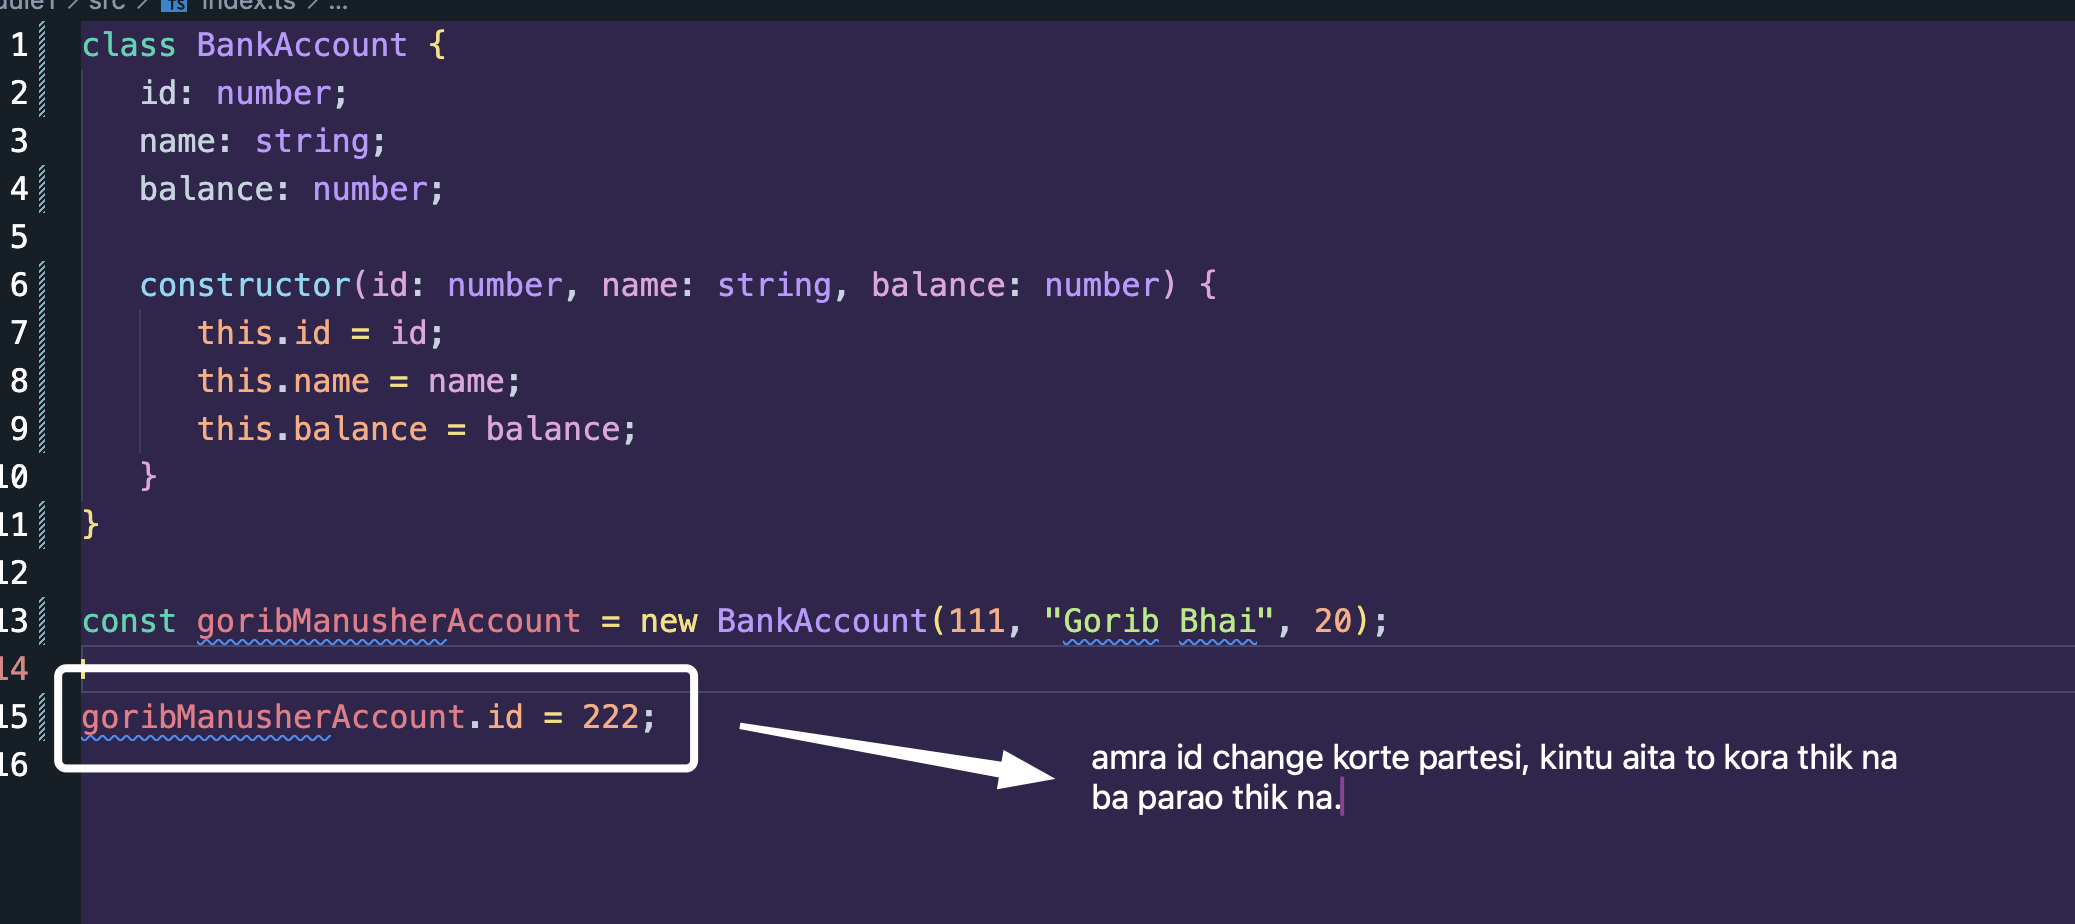 src > TS index.ts > ...
1 class BankAccount {
2 id: number;
3 name: string;
4 balance: number;
5
6 constructor(id: number, name: string, balance: number) {
7 this.id = id;
8 this.name = name;
9 this.balance = balance;
10 }
11 }
12
13 const goribManusherAccount = new BankAccount(111, "Gorib Bhai", 20);
14
15 goribManusherAccount.id = 222;
16
amra id change korte partesi, kintu aita to kora thik na
ba parao thik na.